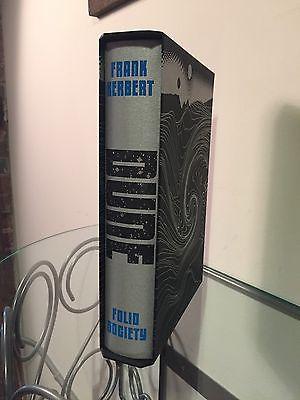 FRANK
HERBERT
DUNE
FOLIO
SOCIETY